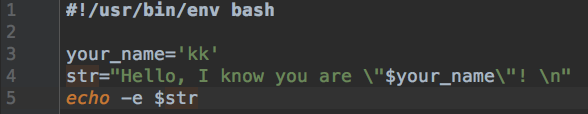 1 #!/usr/bin/env bash
2
3 your_name='kk'
4 str="Hello, I know you are \"$your_name\"! \n"
5 echo -e $str